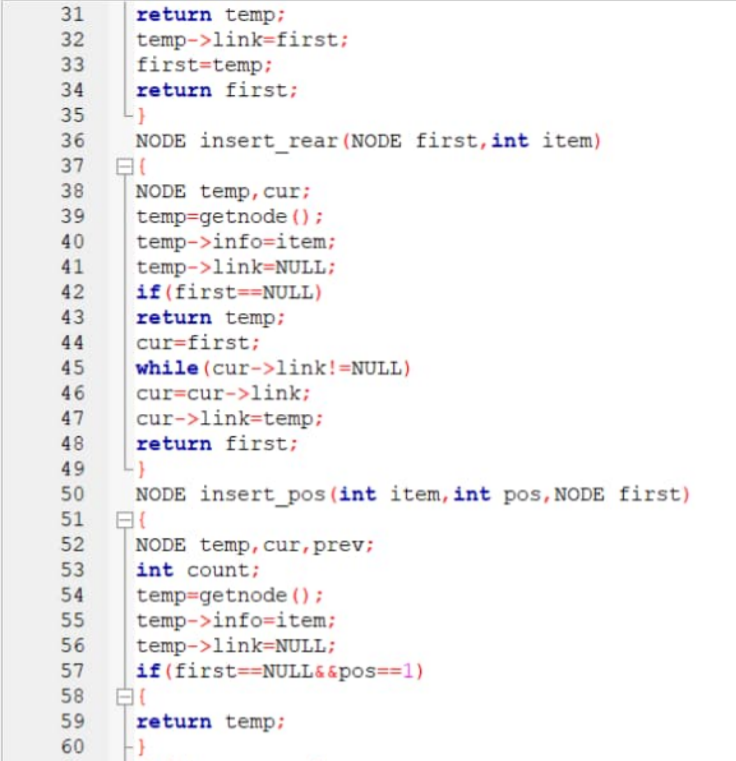 31 return temp;
32 temp->link=first;
33 first=temp;
34 return first;
35 }
36 NODE insert_rear(NODE first,int item)
37 {
38 NODE temp,cur;
39 temp=getnode();
40 temp->info=item;
41 temp->link=NULL;
42 if(first==NULL)
43 return temp;
44 cur=first;
45 while(cur->link!=NULL)
46 cur=cur->link;
47 cur->link=temp;
48 return first;
49 }
50 NODE insert_pos(int item,int pos,NODE first)
51 {
52 NODE temp,cur,prev;
53 int count;
54 temp=getnode();
55 temp->info=item;
56 temp->link=NULL;
57 if(first==NULL&&pos==1)
58 {
59 return temp;
60 }